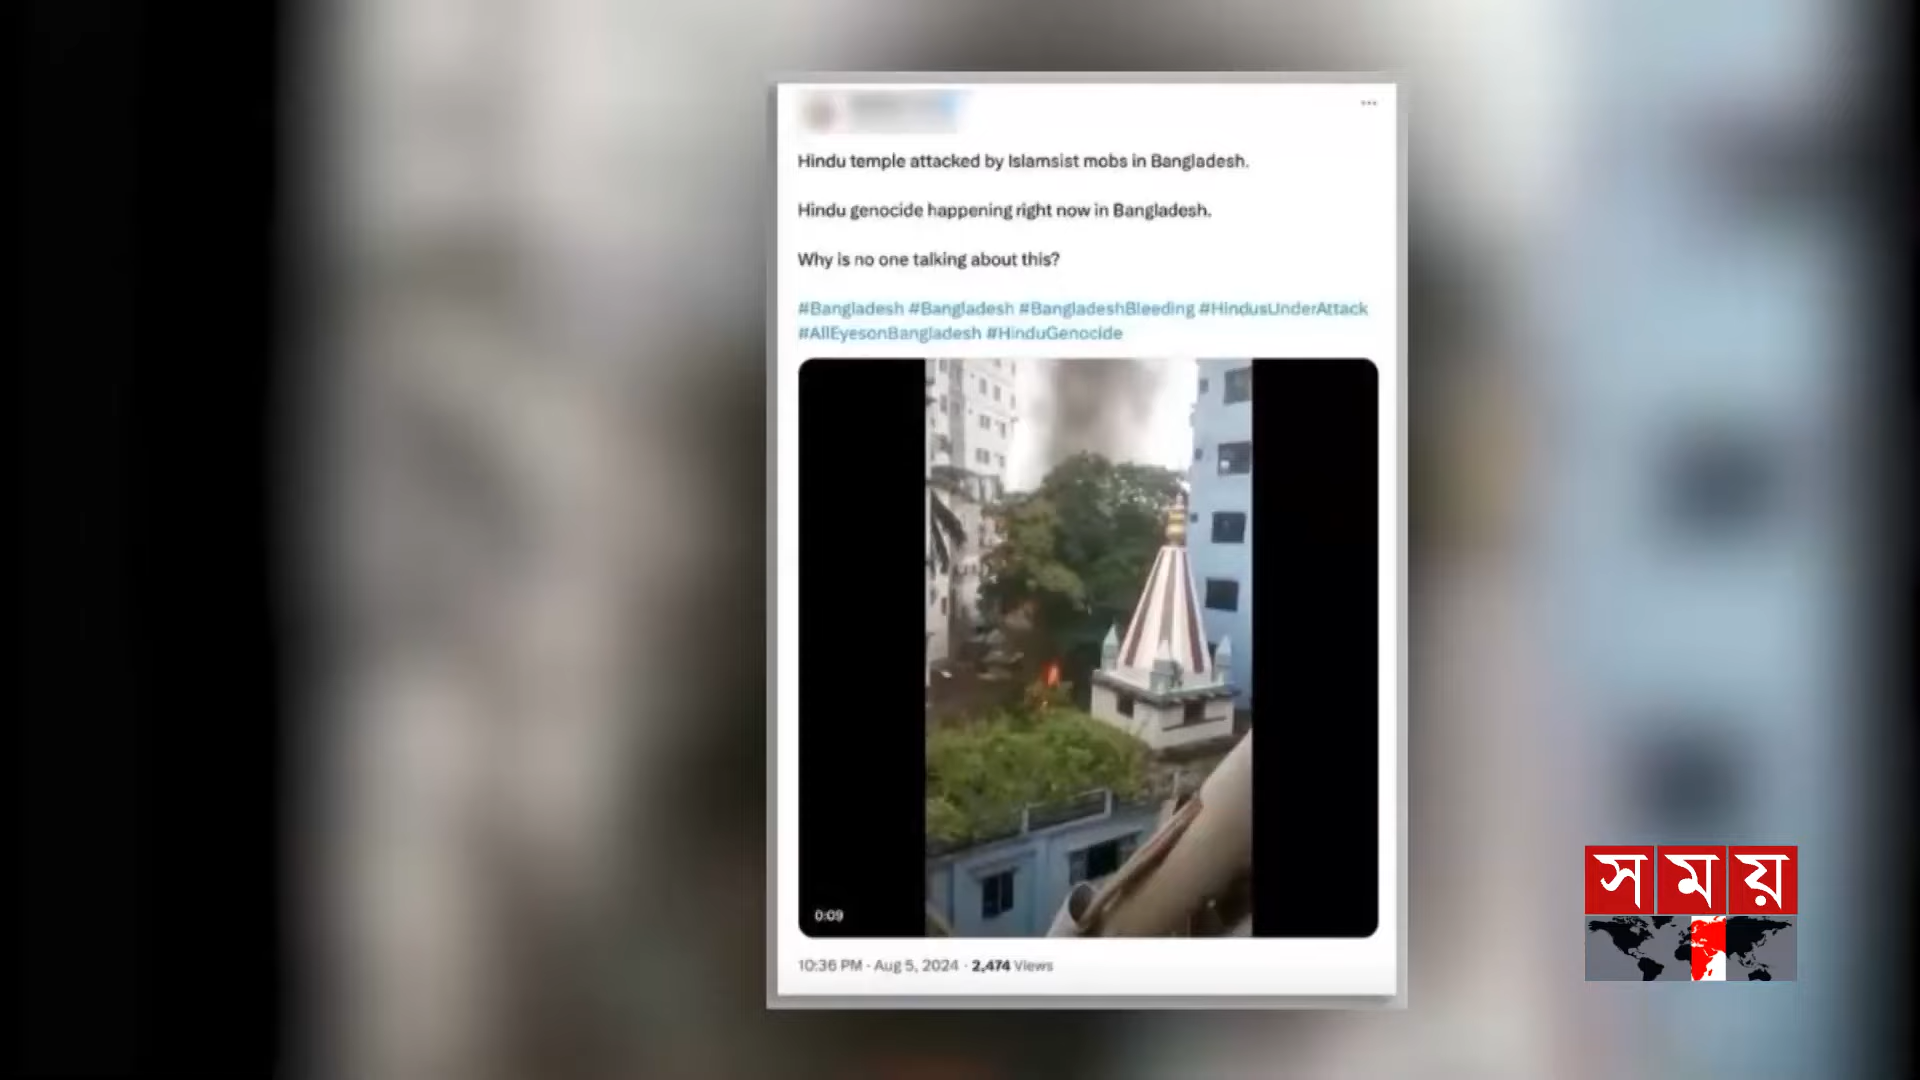 Hindu temple attacked by Islamsist mobs in Bangladesh.
Hindu genocide happening right now in Bangladesh.
Why is no one talking about this?
#Bangladesh #Bangladesh #BangladeshBleeding #HindusUnderAttack
#AllEyesonBangladesh #HinduGenocide
0:09
10:36 PM · Aug 5, 2024 · 2,474 Views
সময়